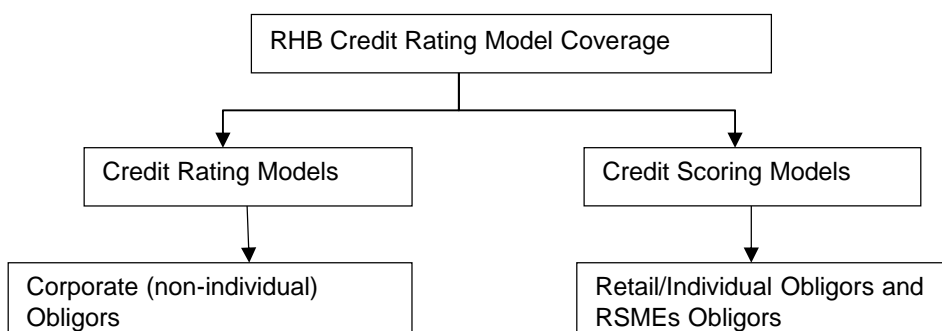 RHB Credit Rating Model Coverage
Credit Rating Models
Credit Scoring Models
Corporate (non-individual)
Obligors
Retail/Individual Obligors and
RSMEs Obligors